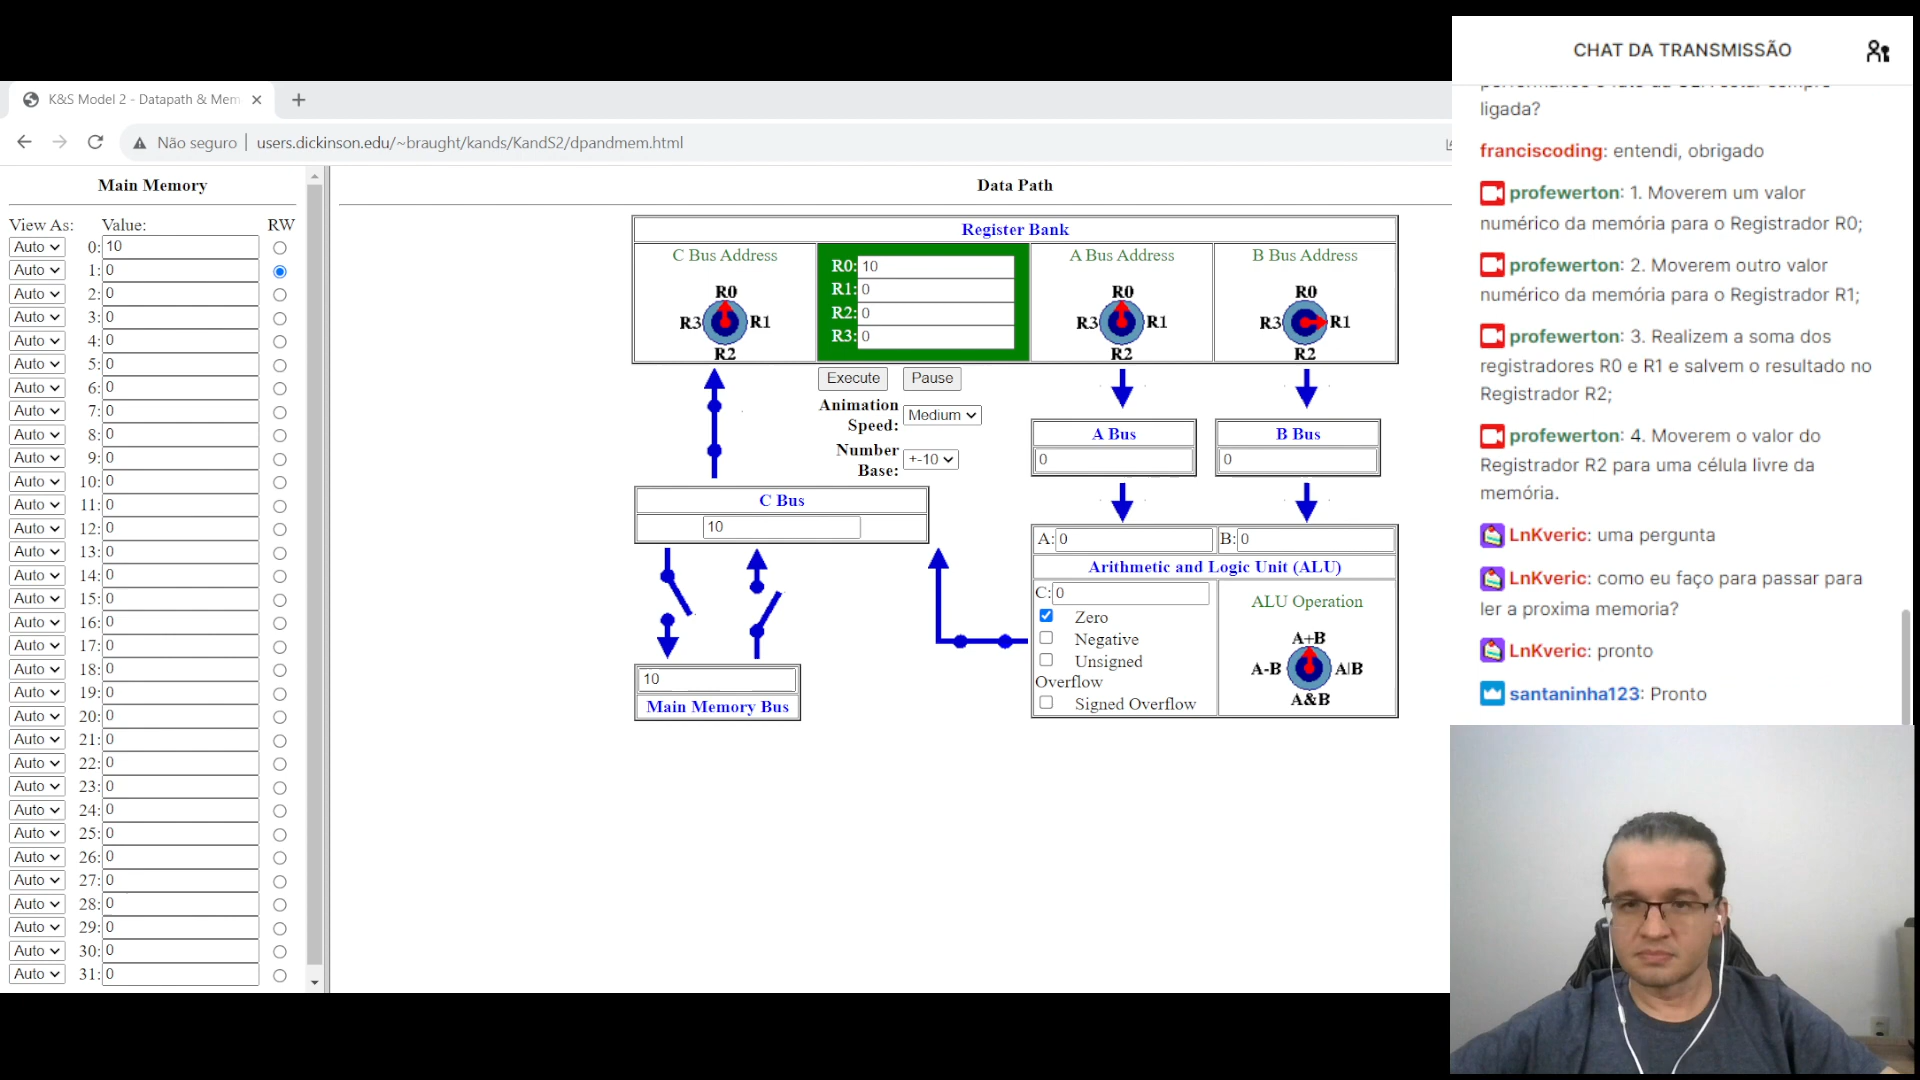 K&S Model 2 - Datapath & Mem
Não seguro
users.dickinson.edu/~braught/kands/KandS2/dpandmem.html
Main Memory
View As: Value: RW
Auto 0: 10
Auto 1: 0
Auto 2: 0
Auto 3: 0
Auto 4: 0
Auto 5: 0
Auto 6: 0
Auto 7: 0
Auto 8: 0
Auto 9: 0
Auto 10: 0
Auto 11: 0
Auto 12: 0
Auto 13: 0
Auto 14: 0
Auto 15: 0
Auto 16: 0
Auto 17: 0
Auto 18: 0
Auto 19: 0
Auto 20: 0
Auto 21: 0
Auto 22: 0
Auto 23: 0
Auto 24: 0
Auto 25: 0
Auto 26: 0
Auto 27: 0
Auto 28: 0
Auto 29: 0
Auto 30: 0
Auto 31: 0
Data Path
Register Bank
C Bus Address
R0
R3 R1
R2
R0: 10
R1: 0
R2: 0
R3: 0
A Bus Address
R0
R3 R1
R2
B Bus Address
R0
R3 R1
R2
Execute Pause
Animation
Speed: Medium
Number
Base: +-10
A Bus
0
B Bus
0
C Bus
10
A: 0 B: 0
Arithmetic and Logic Unit (ALU)
C: 0
Zero
Negative
Unsigned
Overflow
Signed Overflow
ALU Operation
A+B
A-B A|B
A&B
10
Main Memory Bus
CHAT DA TRANSMISSÃO
ligada?
franciscoding: entendi, obrigado
profewerton: 1. Moverem um valor
numérico da memória para o Registrador R0;
profewerton: 2. Moverem outro valor
numérico da memória para o Registrador R1;
profewerton: 3. Realizem a soma dos
registradores R0 e R1 e salvem o resultado no
Registrador R2;
profewerton: 4. Moverem o valor do
Registrador R2 para uma célula livre da
memória.
LnKveric: uma pergunta
LnKveric: como eu faço para passar para
ler a proxima memoria?
LnKveric: pronto
santaninha123: Pronto